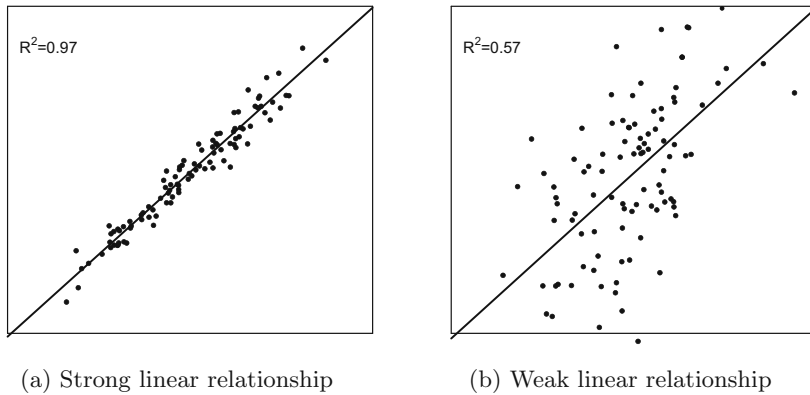 R²=0.97
R²=0.57
(a) Strong linear relationship
(b) Weak linear relationship